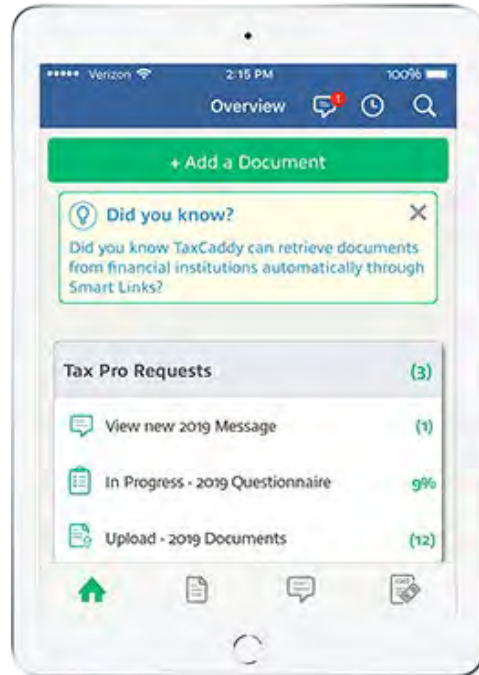 Verizon 2:15 PM 100%
Overview 1
+ Add a Document
Did you know?
Did you know TaxCaddy can retrieve documents
from financial institutions automatically through
Smart Links?
Tax Pro Requests (3)
View new 2019 Message (1)
In Progress - 2019 Questionnaire 9%
Upload - 2019 Documents (12)